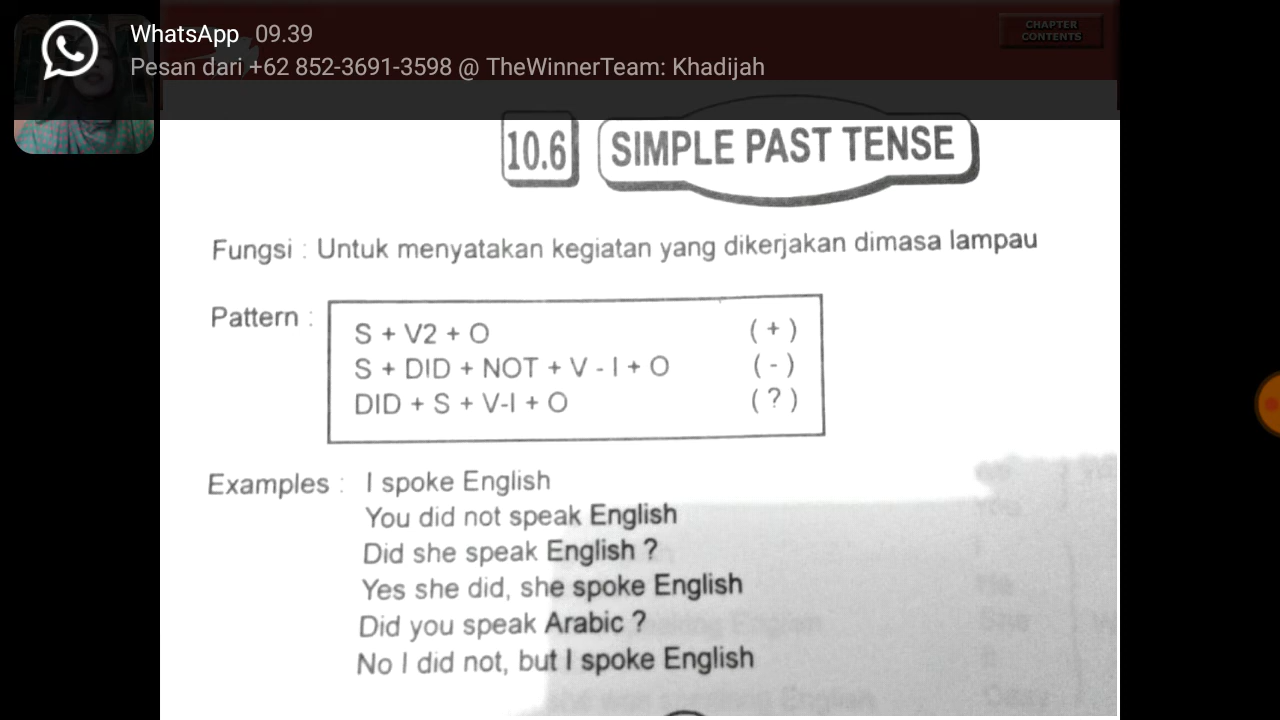 WhatsApp 09.39
Pesan dari +62 852-3691-3598 @ TheWinnerTeam: Khadijah
CHAPTER
CONTENTS
10.6 SIMPLE PAST TENSE
Fungsi : Untuk menyatakan kegiatan yang dikerjakan dimasa lampau
Pattern :
S + V2 + O ( + )
S + DID + NOT + V - I + O ( - )
DID + S + V-I + O ( ? )
Examples : I spoke English
You did not speak English
Did she speak English ?
Yes she did, she spoke English
Did you speak Arabic ?
No I did not, but I spoke English